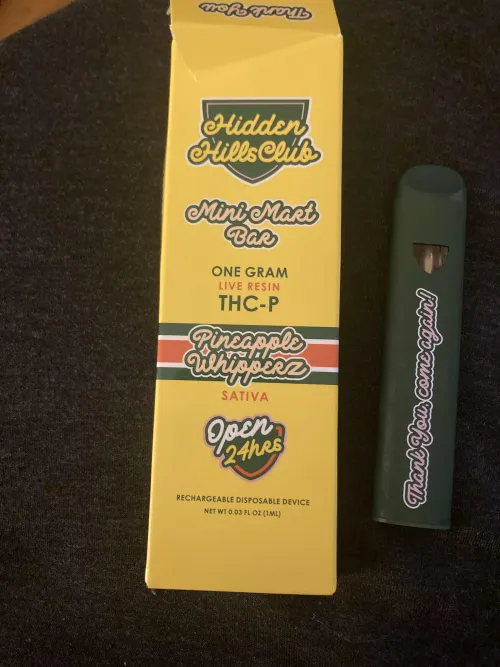 Thank You
Hidden
Hills Club
Mini Mart
Bar
ONE GRAM
LIVE RESIN
THC-P
Pineapple
Whipperz
SATIVA
Open
24hrs
RECHARGEABLE DISPOSABLE DEVICE
NET WT 0.03 FL OZ (1ML)
Thank You, come again!